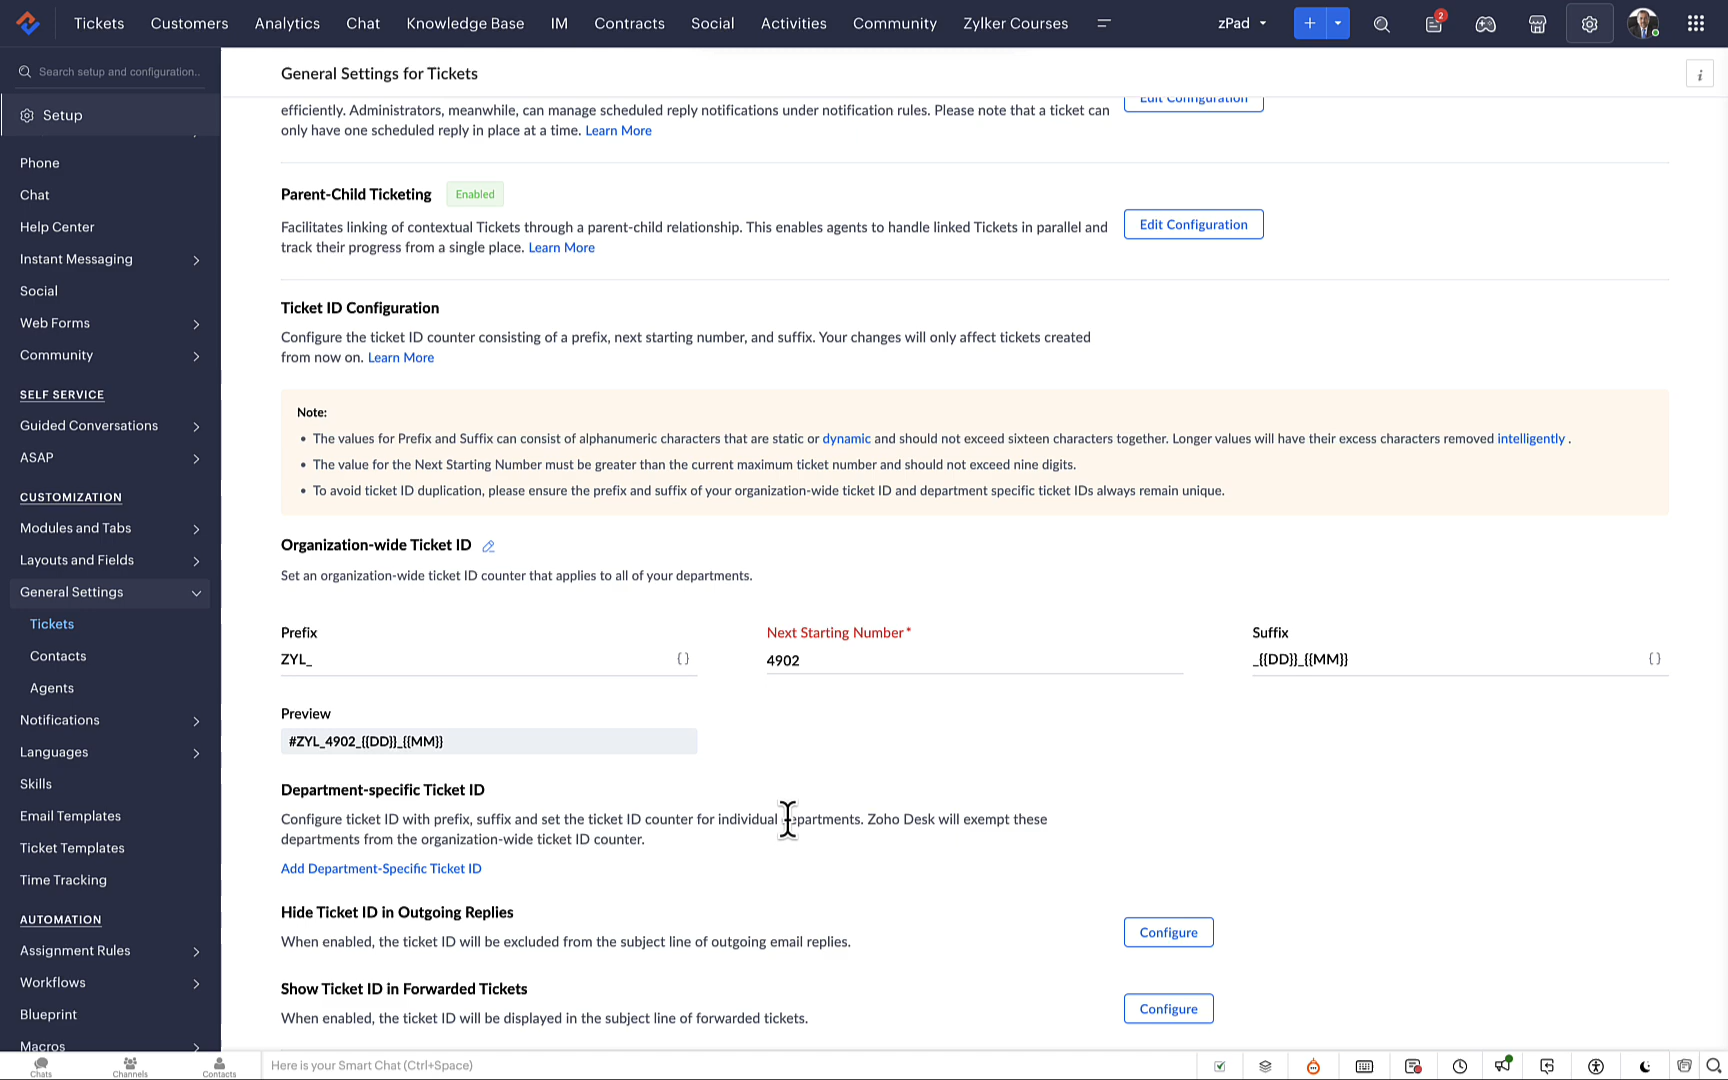 Tickets Customers Analytics Chat Knowledge Base IM Contracts Social Activities Community Zylker Courses zPad 2
Search setup and configuration..
Setup
Phone
Chat
Help Center
Instant Messaging
Social
Web Forms
Community
SELF SERVICE
Guided Conversations
ASAP
CUSTOMIZATION
Modules and Tabs
Layouts and Fields
General Settings
Tickets
Contacts
Agents
Notifications
Languages
Skills
Email Templates
Ticket Templates
Time Tracking
AUTOMATION
Assignment Rules
Workflows
Blueprint
Macros
General Settings for Tickets
efficiently. Administrators, meanwhile, can manage scheduled reply notifications under notification rules. Please note that a ticket can
only have one scheduled reply in place at a time. Learn More
Edit Configuration
Parent-Child Ticketing Enabled
Facilitates linking of contextual Tickets through a parent-child relationship. This enables agents to handle linked Tickets in parallel and
track their progress from a single place. Learn More
Edit Configuration
Ticket ID Configuration
Configure the ticket ID counter consisting of a prefix, next starting number, and suffix. Your changes will only affect tickets created
from now on. Learn More
Note:
• The values for Prefix and Suffix can consist of alphanumeric characters that are static or dynamic and should not exceed sixteen characters together. Longer values will have their excess characters removed intelligently .
• The value for the Next Starting Number must be greater than the current maximum ticket number and should not exceed nine digits.
• To avoid ticket ID duplication, please ensure the prefix and suffix of your organization-wide ticket ID and department specific ticket IDs always remain unique.
Organization-wide Ticket ID
Set an organization-wide ticket ID counter that applies to all of your departments.
Prefix Next Starting Number* Suffix
ZYL_ {} 4902 _{{DD}}_{{MM}} {}
Preview
#ZYL_4902_{{DD}}_{{MM}}
Department-specific Ticket ID
Configure ticket ID with prefix, suffix and set the ticket ID counter for individual departments. Zoho Desk will exempt these
departments from the organization-wide ticket ID counter.
Add Department-Specific Ticket ID
Hide Ticket ID in Outgoing Replies
When enabled, the ticket ID will be excluded from the subject line of outgoing email replies.
Configure
Show Ticket ID in Forwarded Tickets
When enabled, the ticket ID will be displayed in the subject line of forwarded tickets.
Configure
Chats Channels Contacts Here is your Smart Chat (Ctrl+Space)